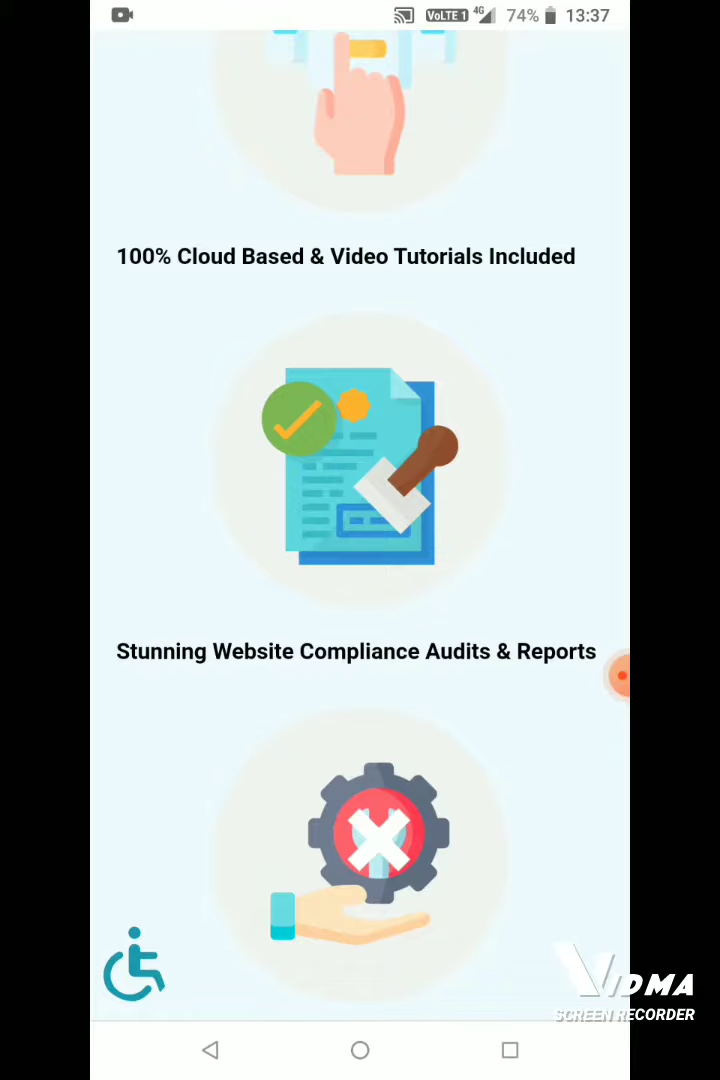 VoLTE 1 4G 74% 13:37
100% Cloud Based & Video Tutorials Included
Stunning Website Compliance Audits & Reports
VIDMA
SCREEN RECORDER